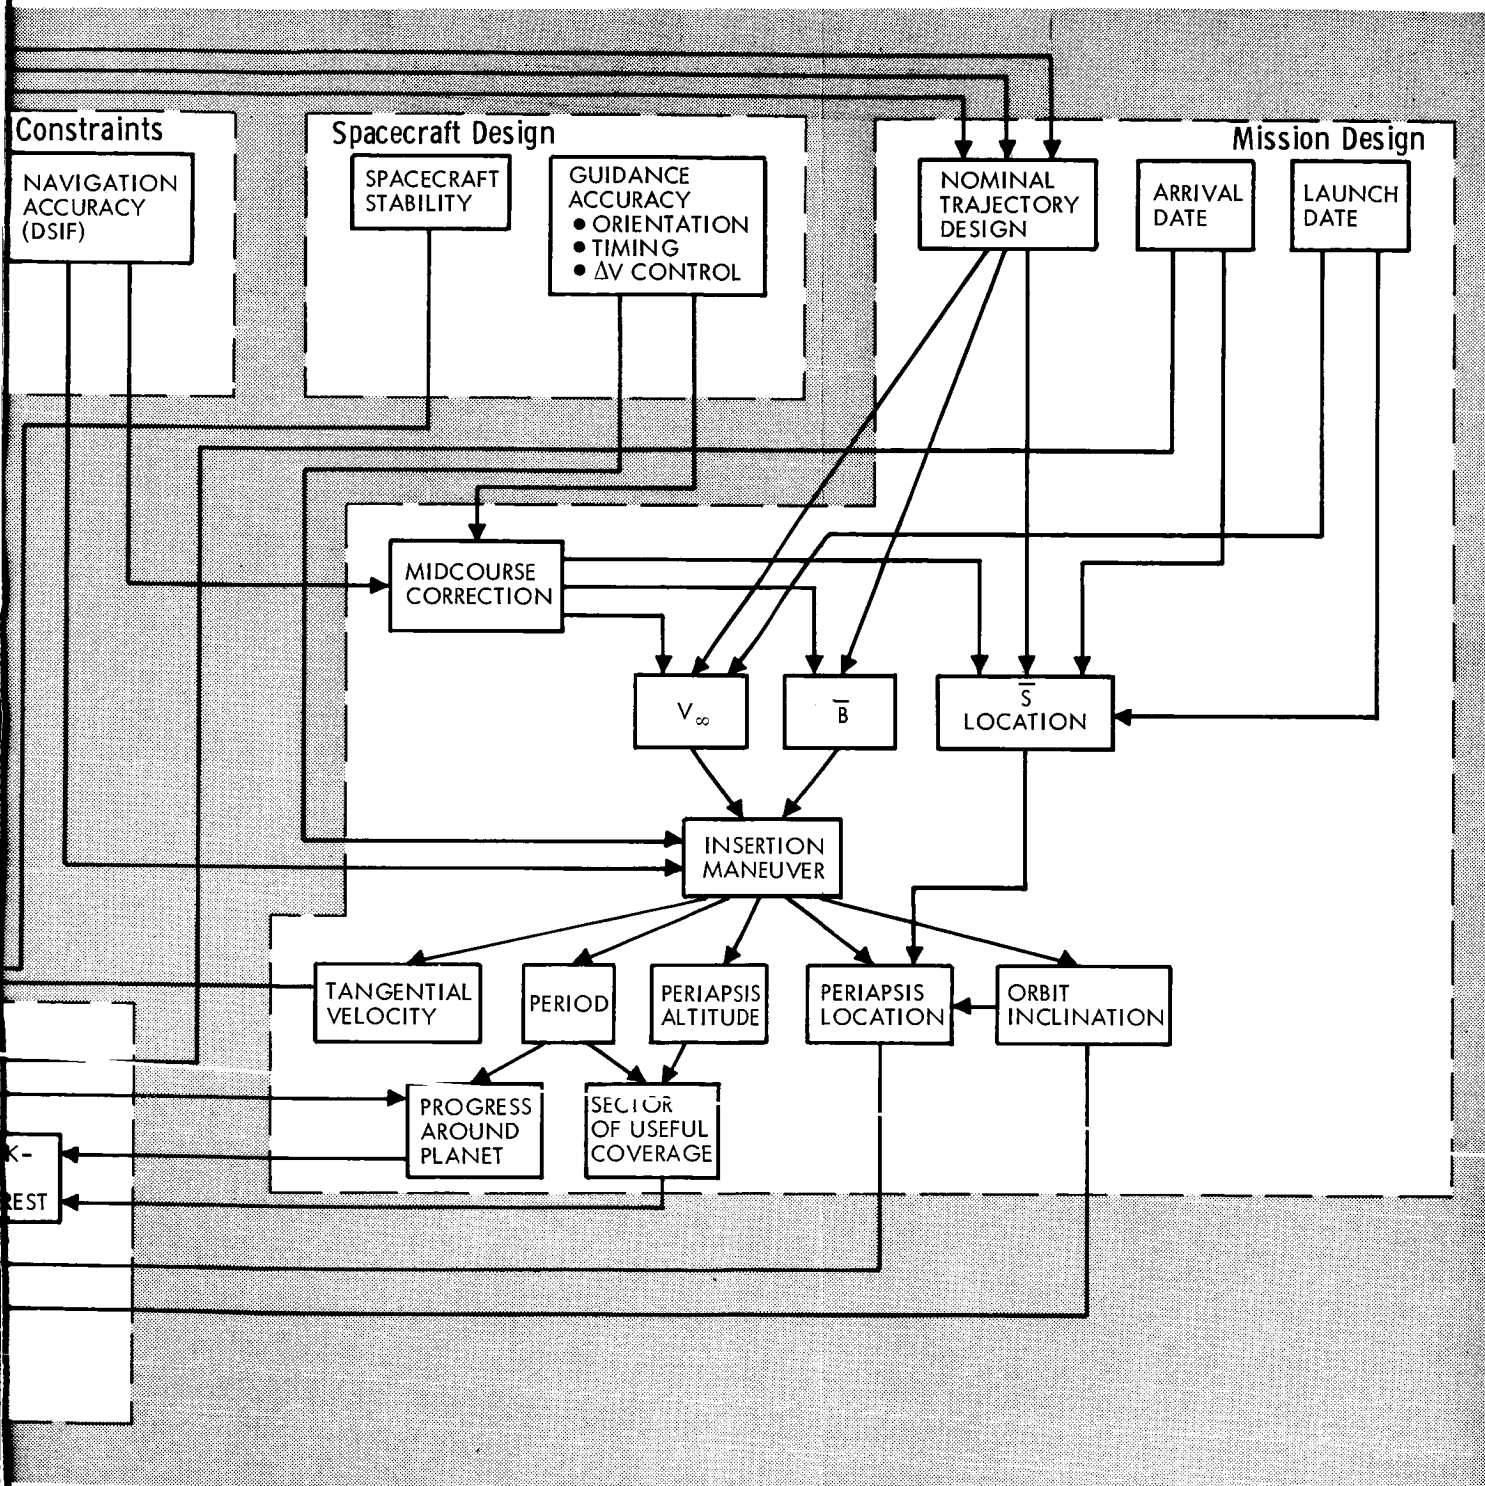 Constraints
NAVIGATION
ACCURACY
(DSIF)
Spacecraft Design
SPACECRAFT
STABILITY
GUIDANCE
ACCURACY
● ORIENTATION
● TIMING
● ΔV CONTROL
Mission Design
NOMINAL
TRAJECTORY
DESIGN
ARRIVAL
DATE
LAUNCH
DATE
MIDCOURSE
CORRECTION
V∞
B̅
S̅
LOCATION
INSERTION
MANEUVER
TANGENTIAL
VELOCITY
PERIOD
PERIAPSIS
ALTITUDE
PERIAPSIS
LOCATION
ORBIT
INCLINATION
PROGRESS
AROUND
PLANET
SECTOR
OF USEFUL
COVERAGE
K-
REST